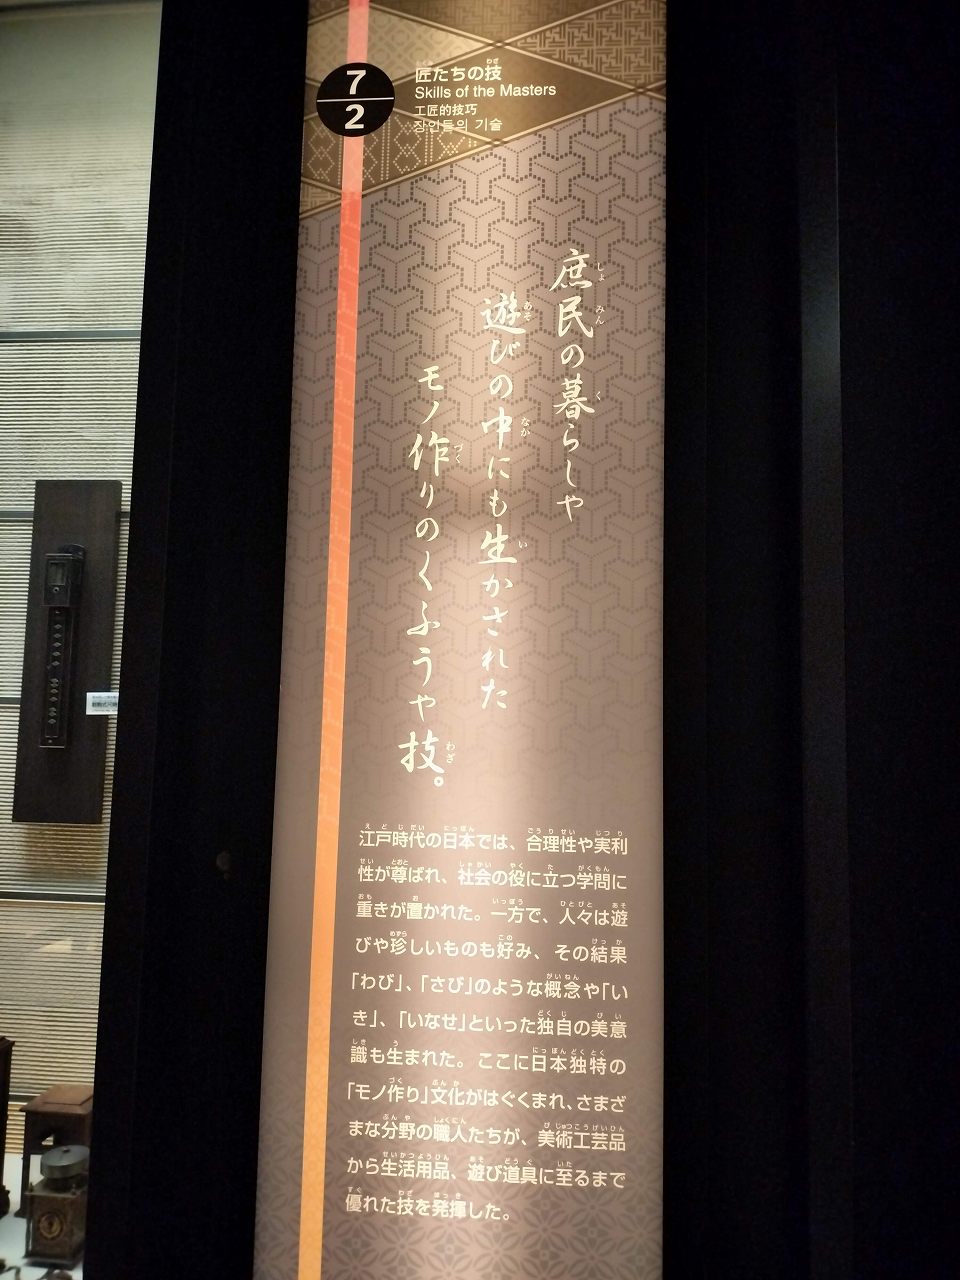 7
2
匠たちの技
Skills of the Masters
工匠的技巧
장인들의 기술
庶民の暮らしや
遊びの中にも生かされた
モノ作りのくふうや技。
江戸時代の日本では、合理性や実利
性が尊ばれ、社会の役に立つ学問に
重きが置かれた。一方で、人々は遊
びや珍しいものも好み、その結果
「わび」、「さび」のような概念や「い
き」、「いなせ」といった独自の美意
識も生まれた。ここに日本独特の
「モノ作り」文化がはぐくまれ、さまざ
まな分野の職人たちが、美術工芸品
から生活用品、遊び道具に至るまで
優れた技を発揮した。